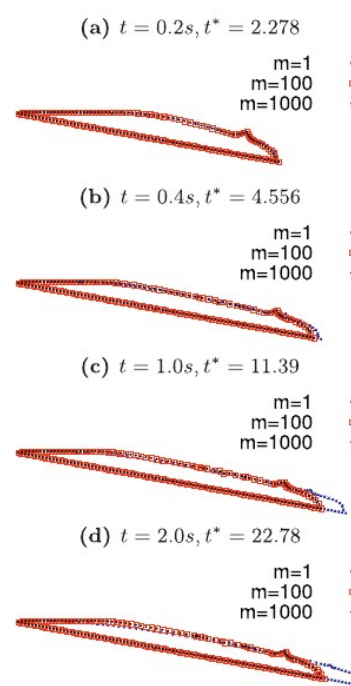 (a) t = 0.2s, t* = 2.278
m=1
m=100
m=1000
(b) t = 0.4s, t* = 4.556
m=1
m=100
m=1000
(c) t = 1.0s, t* = 11.39
m=1
m=100
m=1000
(d) t = 2.0s, t* = 22.78
m=1
m=100
m=1000